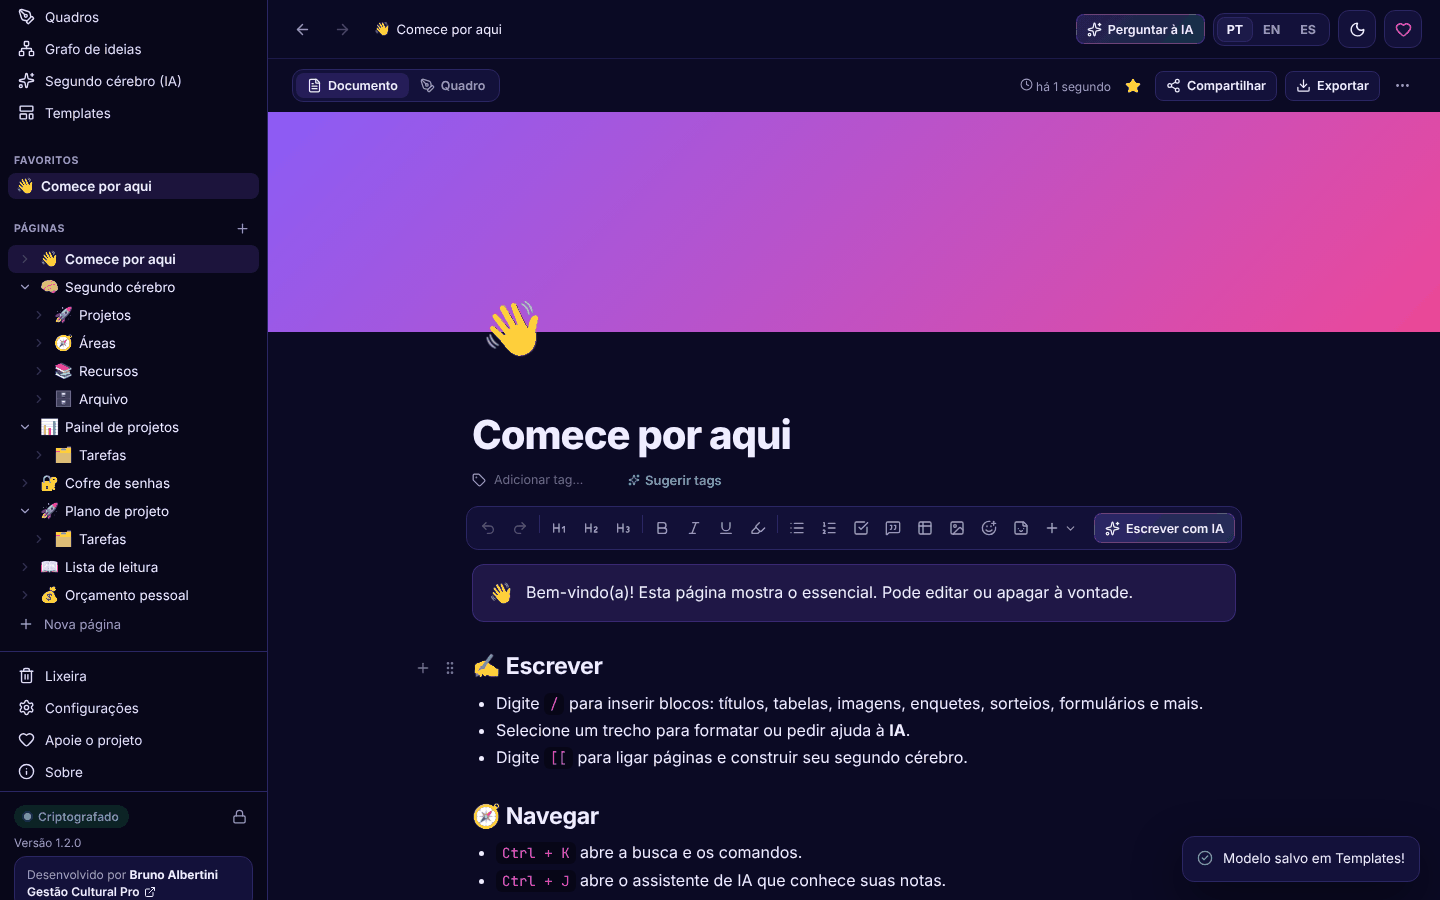 Quadros
Grafo de ideias
Segundo cérebro (IA)
Templates
FAVORITOS
👋 Comece por aqui
PÁGINAS
👋 Comece por aqui
🧠 Segundo cérebro
🚀 Projetos
🧭 Áreas
📚 Recursos
🗄️ Arquivo
📊 Painel de projetos
🗂️ Tarefas
🔐 Cofre de senhas
🚀 Plano de projeto
🗂️ Tarefas
📖 Lista de leitura
💰 Orçamento pessoal
Nova página
Lixeira
Configurações
Apoie o projeto
Sobre
Criptografado
Versão 1.2.0
Desenvolvido por Bruno Albertini
Gestão Cultural Pro
👋 Comece por aqui
Perguntar à IA
PT EN ES
Documento Quadro
há 1 segundo
Compartilhar
Exportar
Comece por aqui
Adicionar tag...
Sugerir tags
H1 H2 H3 B I U
Escrever com IA
👋 Bem-vindo(a)! Esta página mostra o essencial. Pode editar ou apagar à vontade.
✍️ Escrever
• Digite / para inserir blocos: títulos, tabelas, imagens, enquetes, sorteios, formulários e mais.
• Selecione um trecho para formatar ou pedir ajuda à IA.
• Digite [[ para ligar páginas e construir seu segundo cérebro.
🧭 Navegar
• Ctrl + K abre a busca e os comandos.
• Ctrl + J abre o assistente de IA que conhece suas notas.
Modelo salvo em Templates!